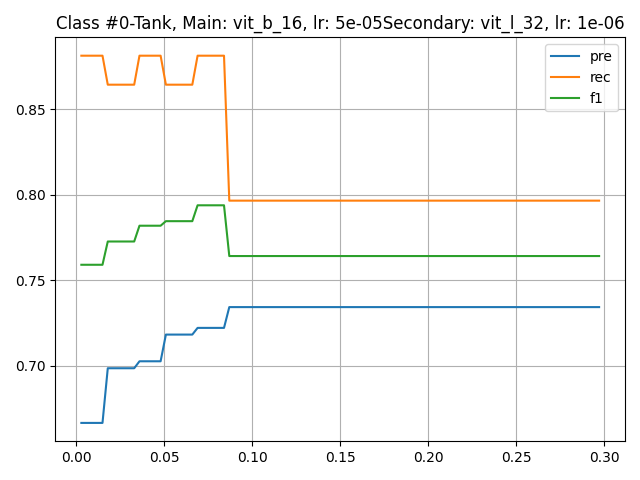 Class #0-Tank, Main: vit_b_16, lr: 5e-05Secondary: vit_l_32, lr: 1e-06
pre
rec
f1
0.85
0.80
0.75
0.70
0.00 0.05 0.10 0.15 0.20 0.25 0.30